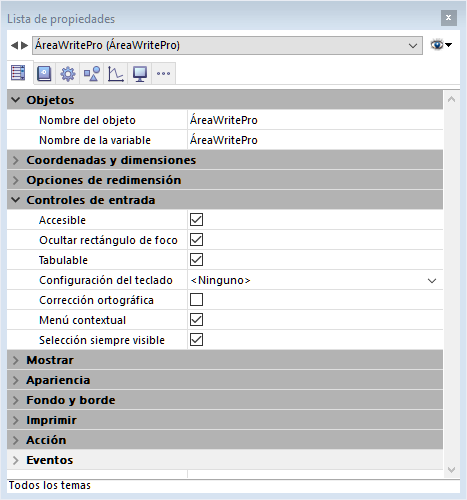 Lista de propiedades
ÁreaWritePro (ÁreaWritePro)
Objetos
Nombre del objeto ÁreaWritePro
Nombre de la variable ÁreaWritePro
Coordenadas y dimensiones
Opciones de redimensión
Controles de entrada
Accesible
Ocultar rectángulo de foco
Tabulable
Configuración del teclado <Ninguno>
Corrección ortográfica
Menú contextual
Selección siempre visible
Mostrar
Apariencia
Fondo y borde
Imprimir
Acción
Eventos
Todos los temas